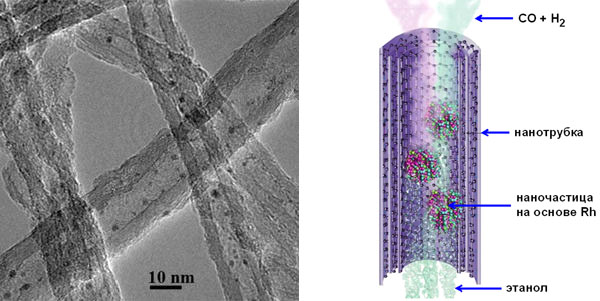 10 nm
CO + H₂
нанотрубка
наночастица
на основе Rh
этанол